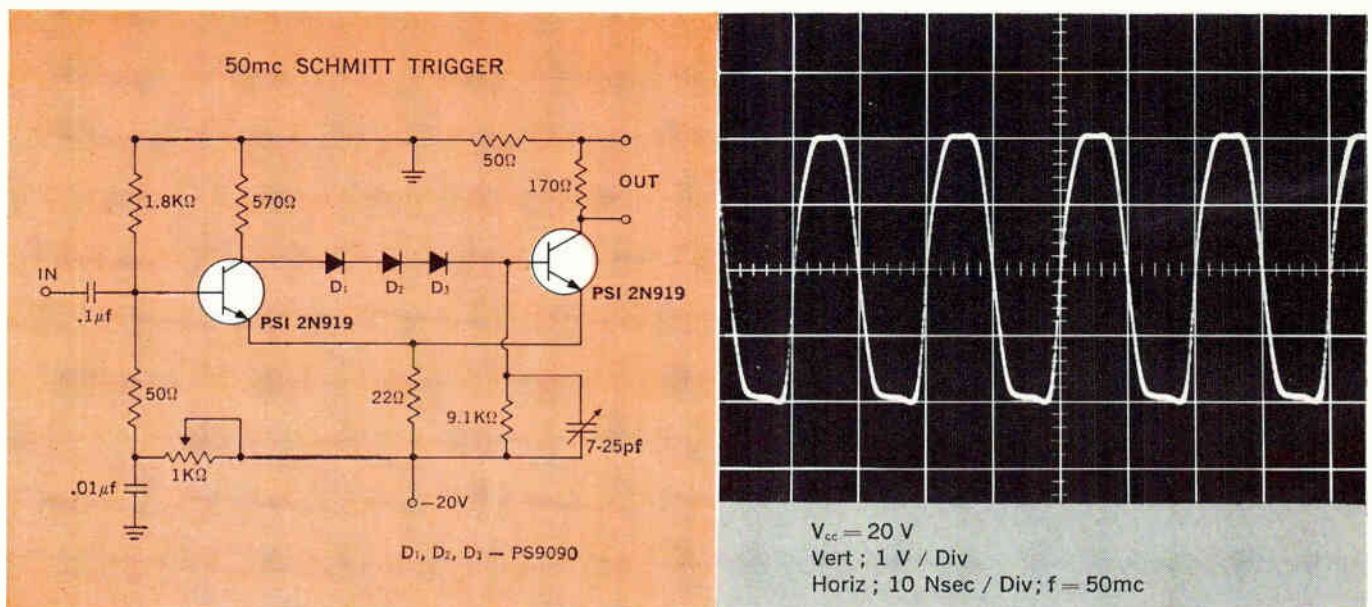 50mc SCHMITT TRIGGER
50Ω
170Ω
OUT
1.8KΩ
570Ω
IN
.1μf
D₁
D₂
D₃
PSI 2N919
PSI 2N919
50Ω
22Ω
9.1KΩ
7-25pf
1KΩ
.01μf
–20V
D₁, D₂, D₃ — PS9090
Vcc = 20 V
Vert ; 1 V / Div
Horiz ; 10 Nsec / Div; f = 50mc